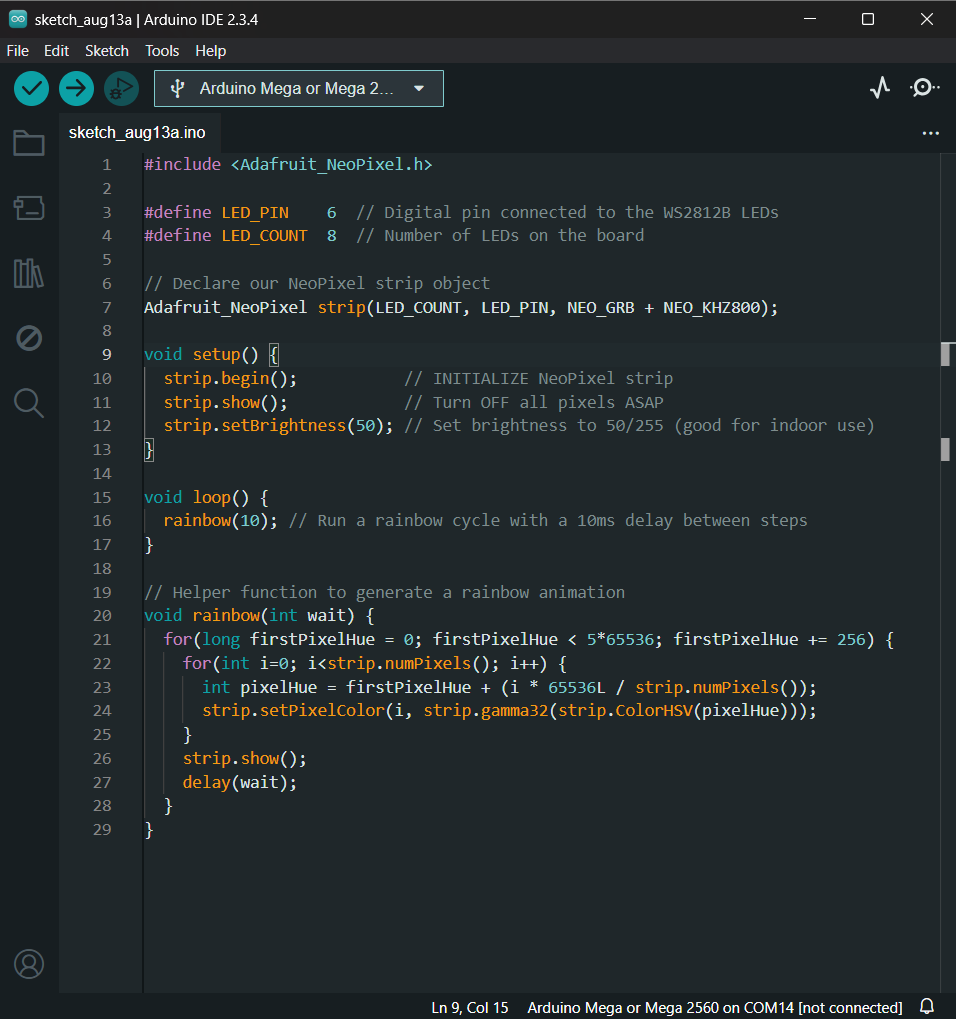 sketch_aug13a | Arduino IDE 2.3.4
File Edit Sketch Tools Help
Arduino Mega or Mega 2...
sketch_aug13a.ino
1 #include <Adafruit_NeoPixel.h>
2
3 #define LED_PIN    6  // Digital pin connected to the WS2812B LEDs
4 #define LED_COUNT  8  // Number of LEDs on the board
5
6 // Declare our NeoPixel strip object
7 Adafruit_NeoPixel strip(LED_COUNT, LED_PIN, NEO_GRB + NEO_KHZ800);
8
9 void setup() {
10   strip.begin();           // INITIALIZE NeoPixel strip
11   strip.show();            // Turn OFF all pixels ASAP
12   strip.setBrightness(50); // Set brightness to 50/255 (good for indoor use)
13 }
14
15 void loop() {
16   rainbow(10); // Run a rainbow cycle with a 10ms delay between steps
17 }
18
19 // Helper function to generate a rainbow animation
20 void rainbow(int wait) {
21   for(long firstPixelHue = 0; firstPixelHue < 5*65536; firstPixelHue += 256) {
22     for(int i=0; i<strip.numPixels(); i++) {
23       int pixelHue = firstPixelHue + (i * 65536L / strip.numPixels());
24       strip.setPixelColor(i, strip.gamma32(strip.ColorHSV(pixelHue)));
25     }
26     strip.show();
27     delay(wait);
28   }
29 }
Ln 9, Col 15 Arduino Mega or Mega 2560 on COM14 [not connected]